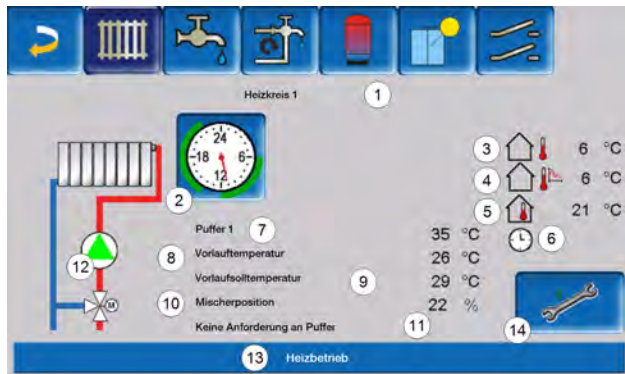 Heizkreis 1
1
24
18
6
12
2
3
6 °C
4
6 °C
5
21 °C
6
Puffer 1
7
35 °C
8
Vorlauftemperatur
26 °C
Vorlaufsolltemperatur
9
29 °C
10
Mischerposition
22 %
Keine Anforderung an Puffer
11
12
M
14
13
Heizbetrieb